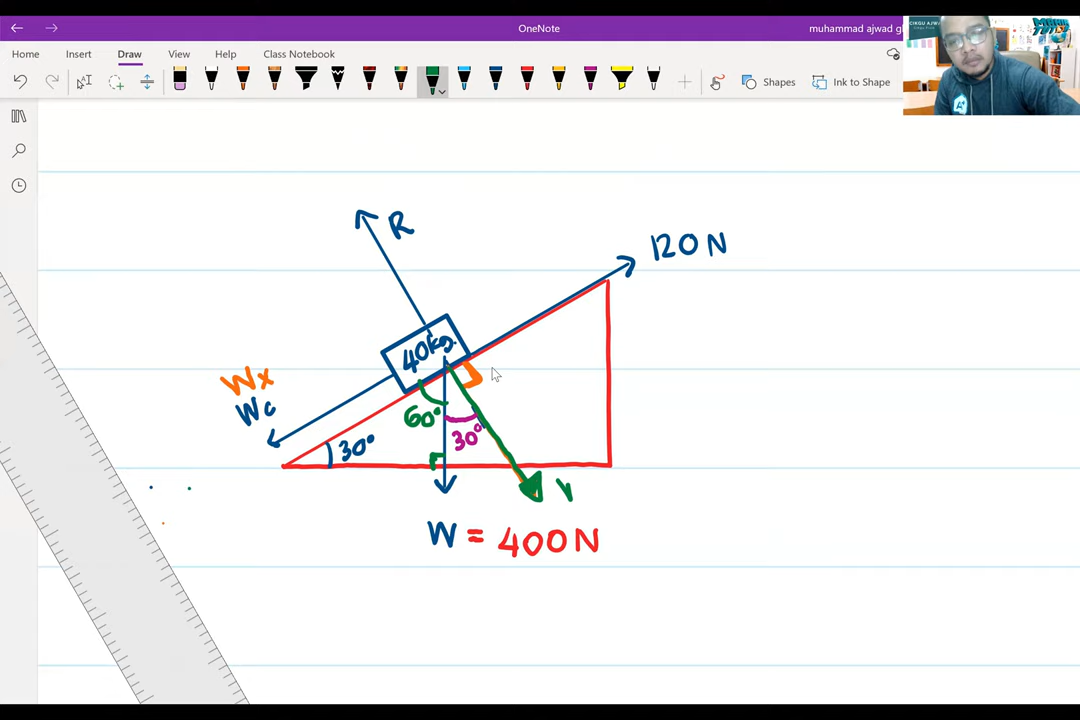 OneNote
muhammad ajwad
Home Insert Draw View Help Class Notebook
Shapes Ink to Shape
R
120 N
40kg
Wx
Wc
60°
30°
30°
W = 400N